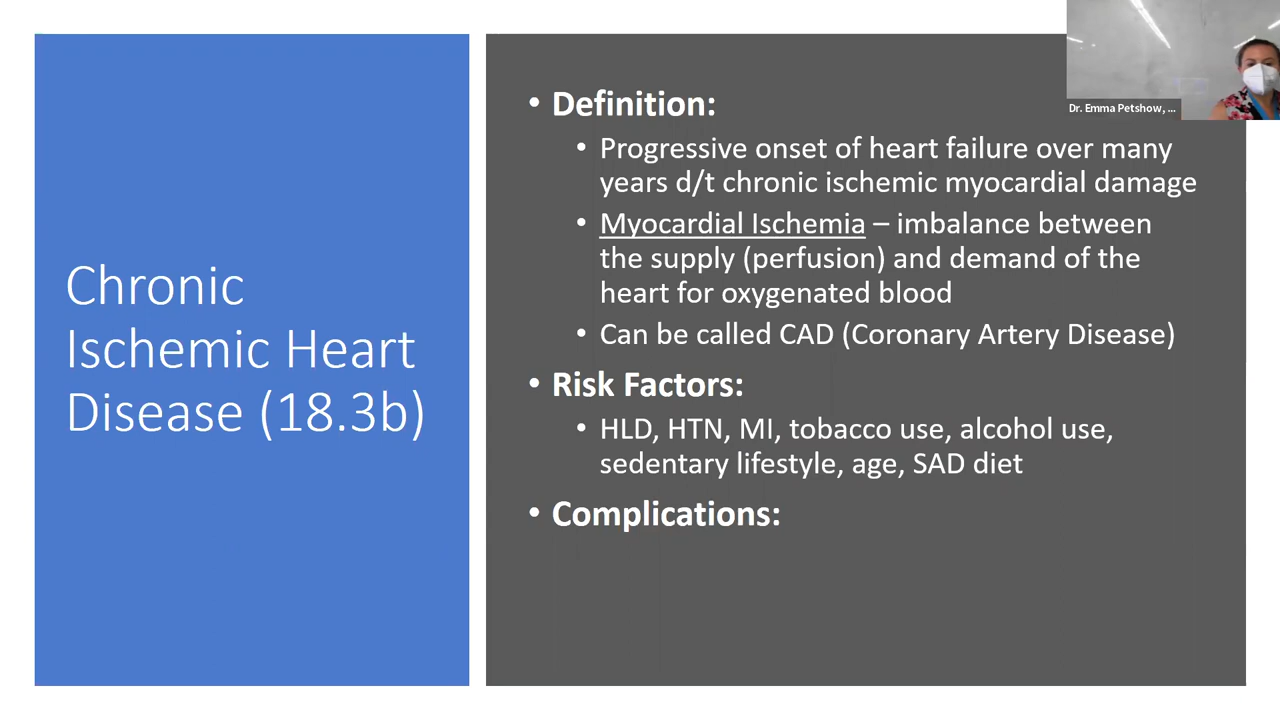 Chronic
Ischemic Heart
Disease (18.3b)
• Definition:
• Progressive onset of heart failure over many
years d/t chronic ischemic myocardial damage
• Myocardial Ischemia – imbalance between
the supply (perfusion) and demand of the
heart for oxygenated blood
• Can be called CAD (Coronary Artery Disease)
• Risk Factors:
• HLD, HTN, MI, tobacco use, alcohol use,
sedentary lifestyle, age, SAD diet
• Complications:
Dr. Emma Petshow, ...